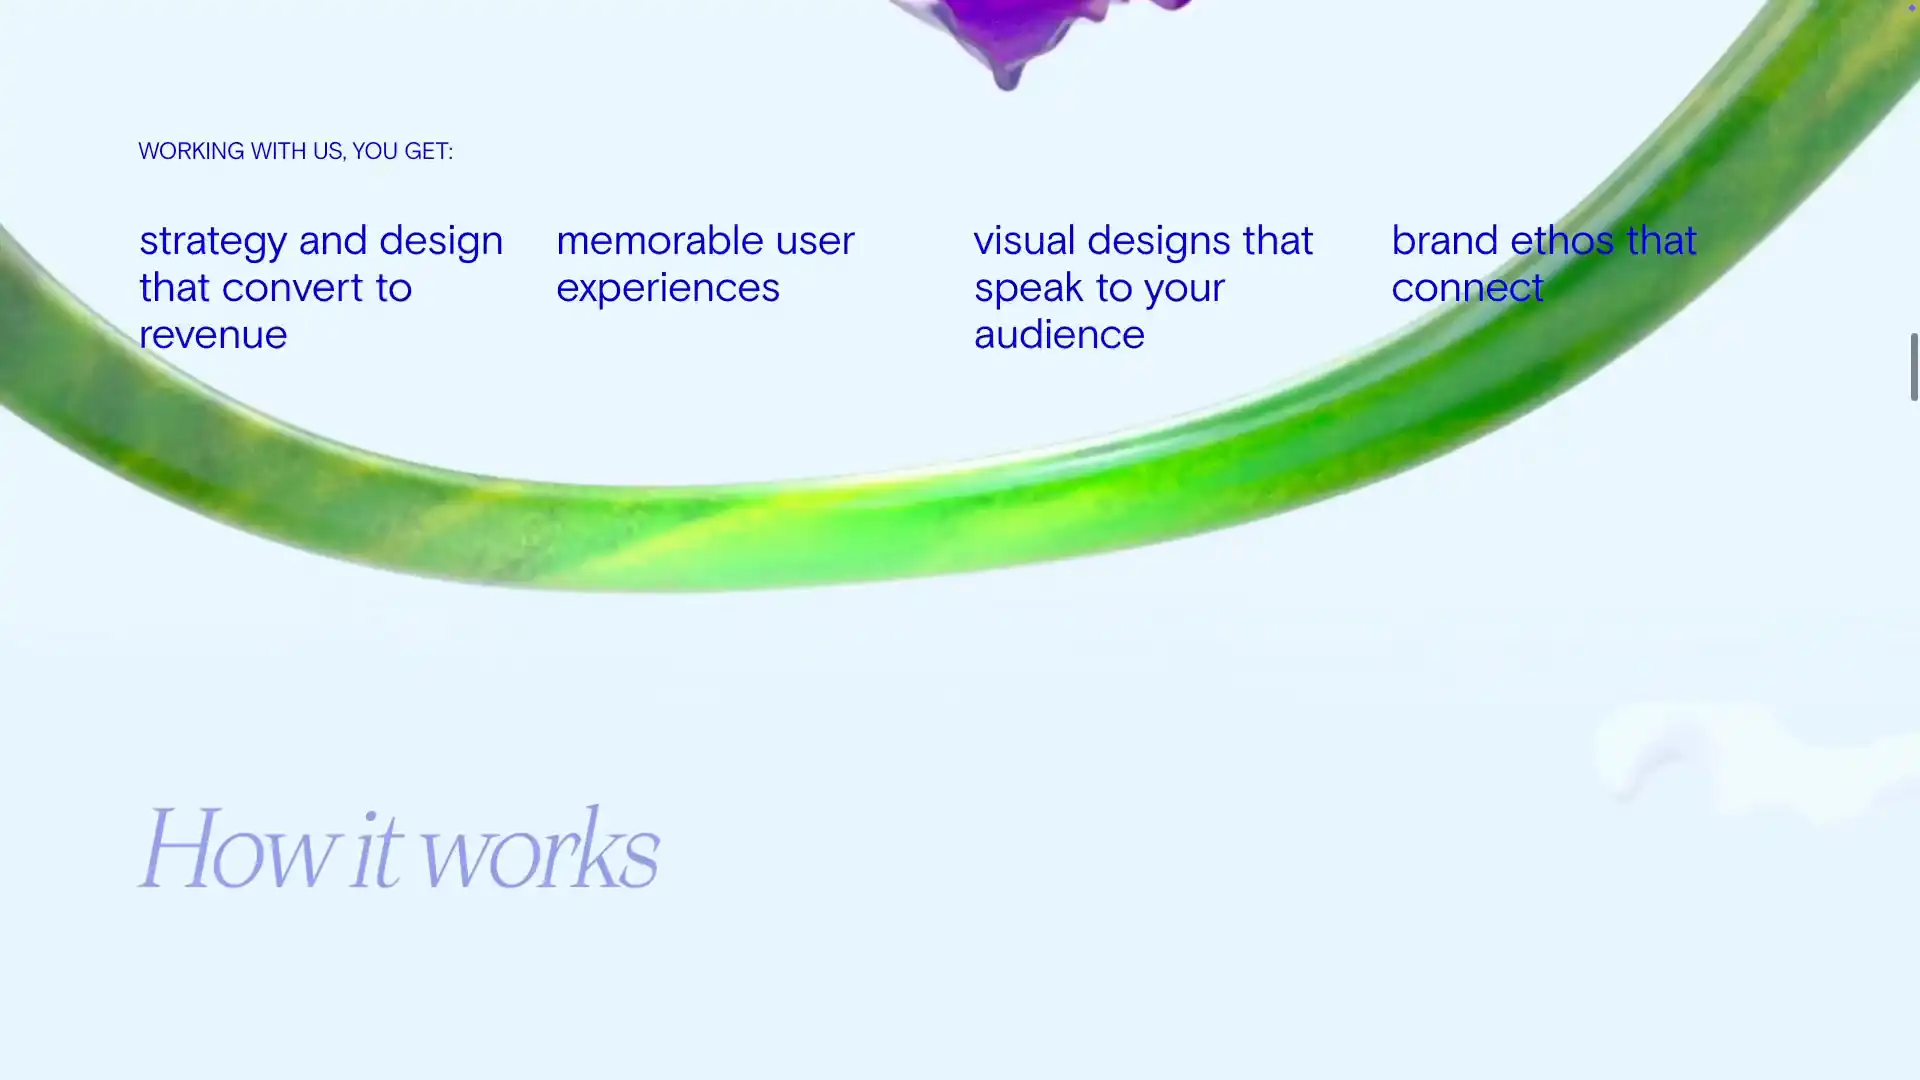 WORKING WITH US, YOU GET:
strategy and design
that convert to
revenue
memorable user
experiences
visual designs that
speak to your
audience
brand ethos that
connect
How it works